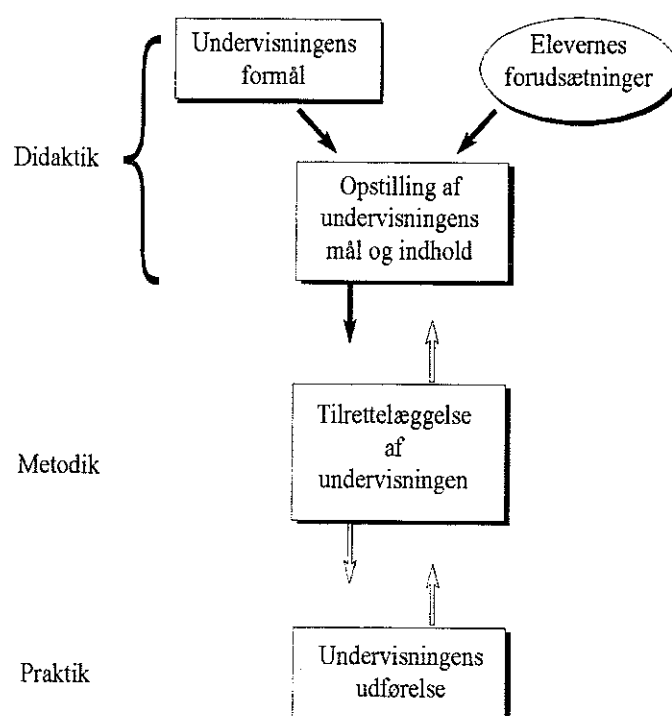 Undervisningens
formål
Elevernes
forudsætninger
Didaktik
Opstilling af
undervisningens
mål og indhold
Metodik
Tilrettelæggelse
af
undervisningen
Praktik
Undervisningens
udførelse